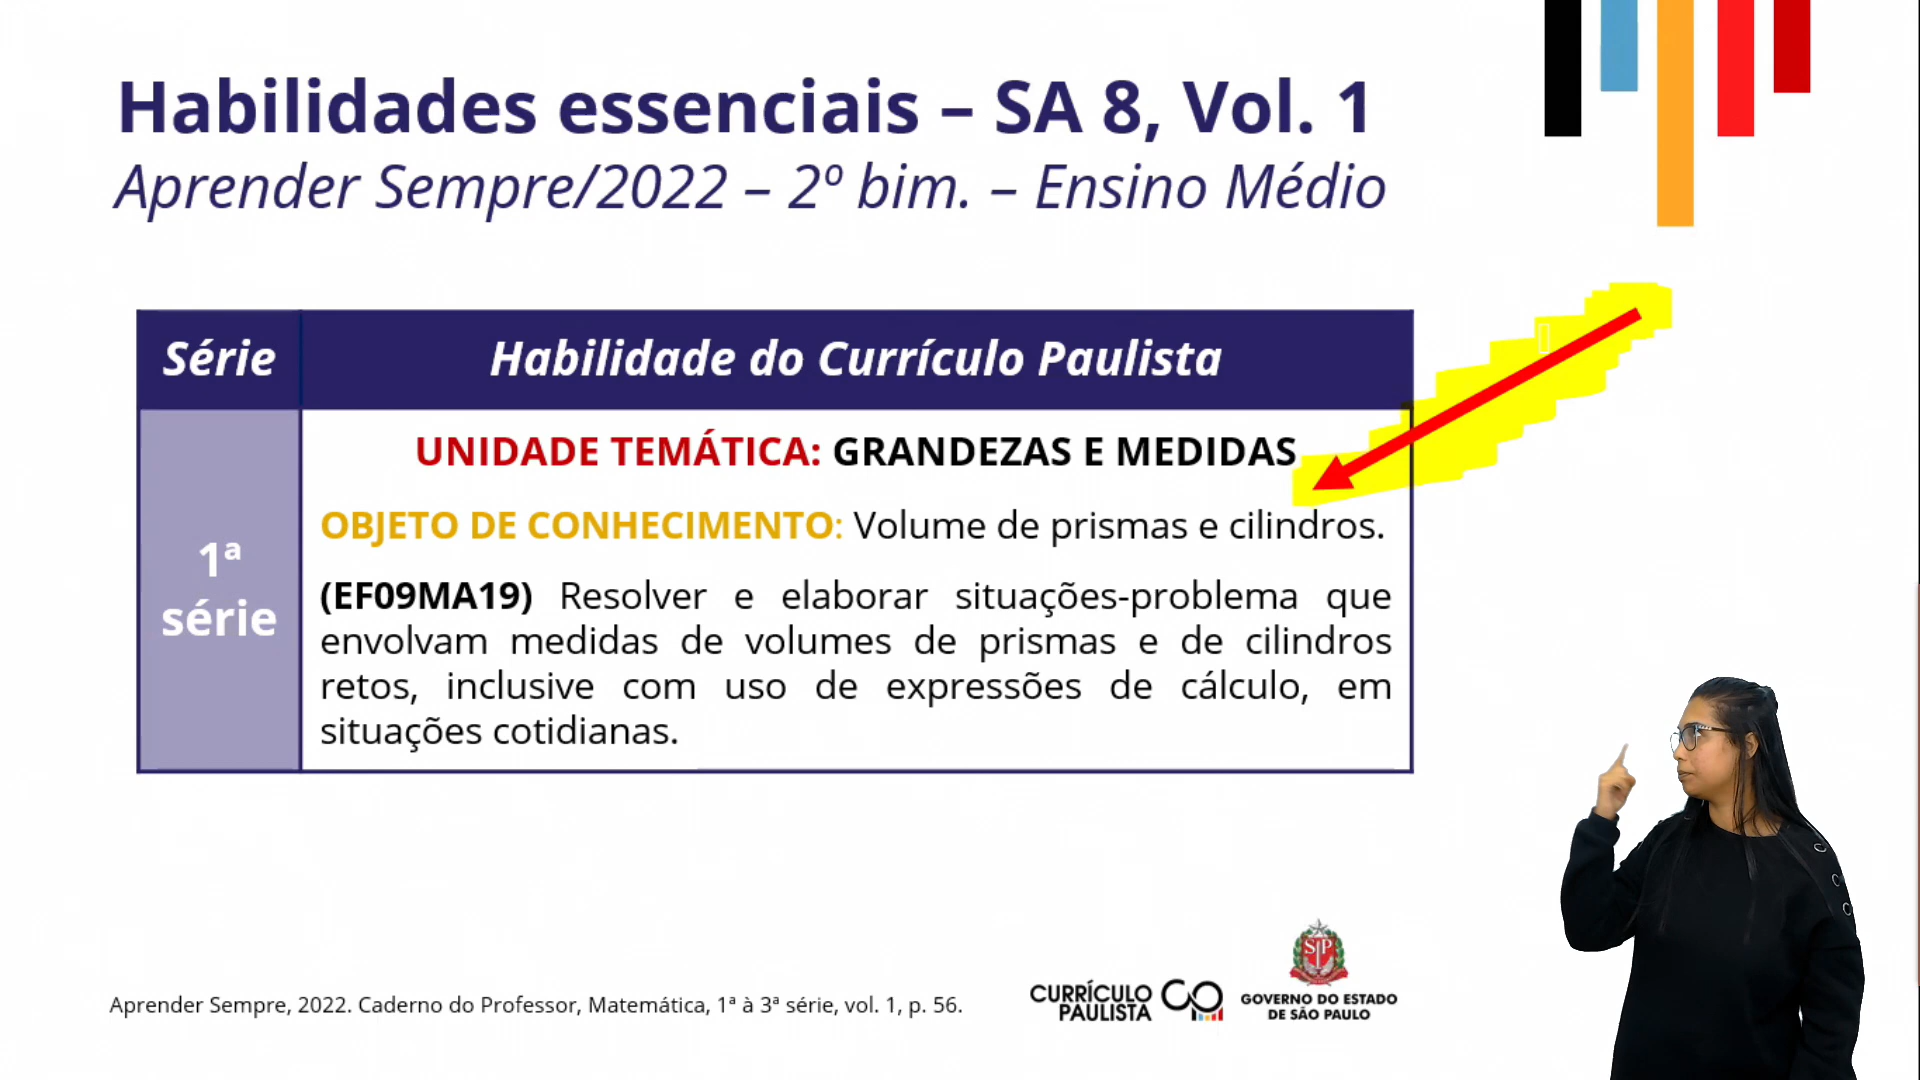 Habilidades essenciais – SA 8, Vol. 1
Aprender Sempre/2022 – 2º bim. – Ensino Médio
Série
Habilidade do Currículo Paulista
1ª
série
UNIDADE TEMÁTICA: GRANDEZAS E MEDIDAS
OBJETO DE CONHECIMENTO: Volume de prismas e cilindros.
(EF09MA19) Resolver e elaborar situações-problema que
envolvam medidas de volumes de prismas e de cilindros
retos, inclusive com uso de expressões de cálculo, em
situações cotidianas.
Aprender Sempre, 2022. Caderno do Professor, Matemática, 1ª à 3ª série, vol. 1, p. 56.
CURRÍCULO
PAULISTA
SP
GOVERNO DO ESTADO
DE SÃO PAULO